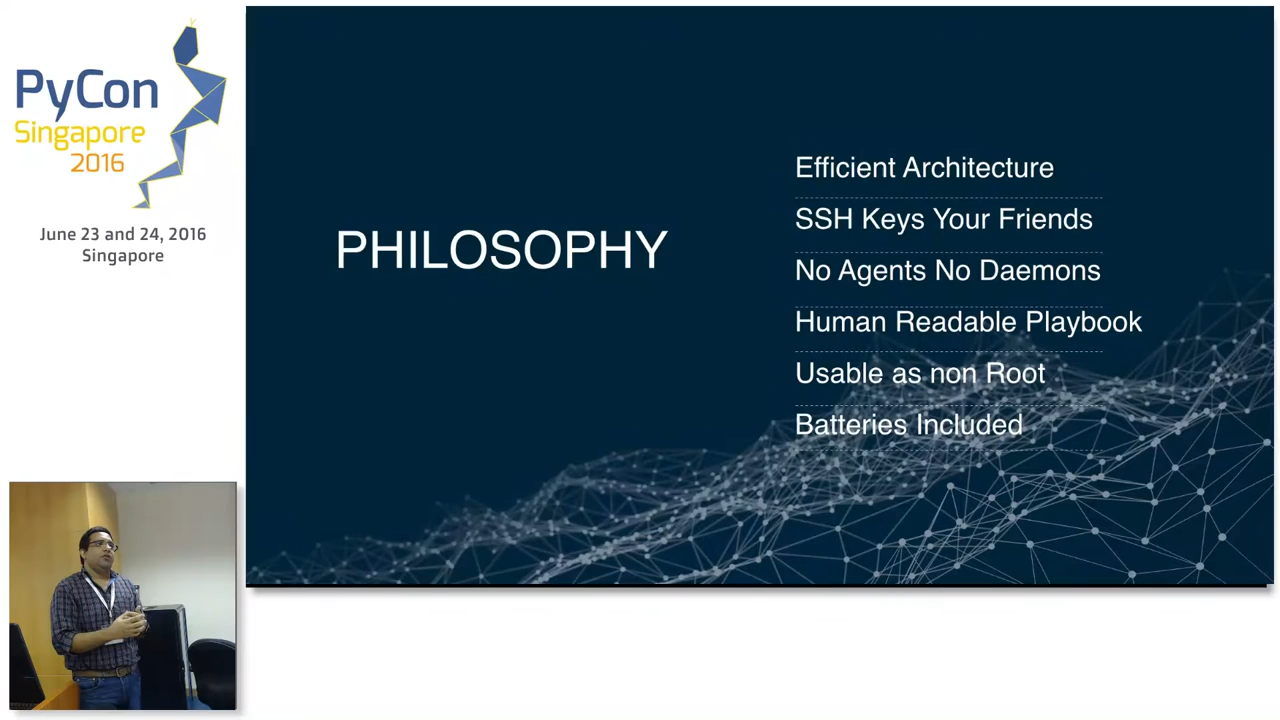 PyCon
Singapore
2016
June 23 and 24, 2016
Singapore
PHILOSOPHY
Efficient Architecture
SSH Keys Your Friends
No Agents No Daemons
Human Readable Playbook
Usable as non Root
Batteries Included